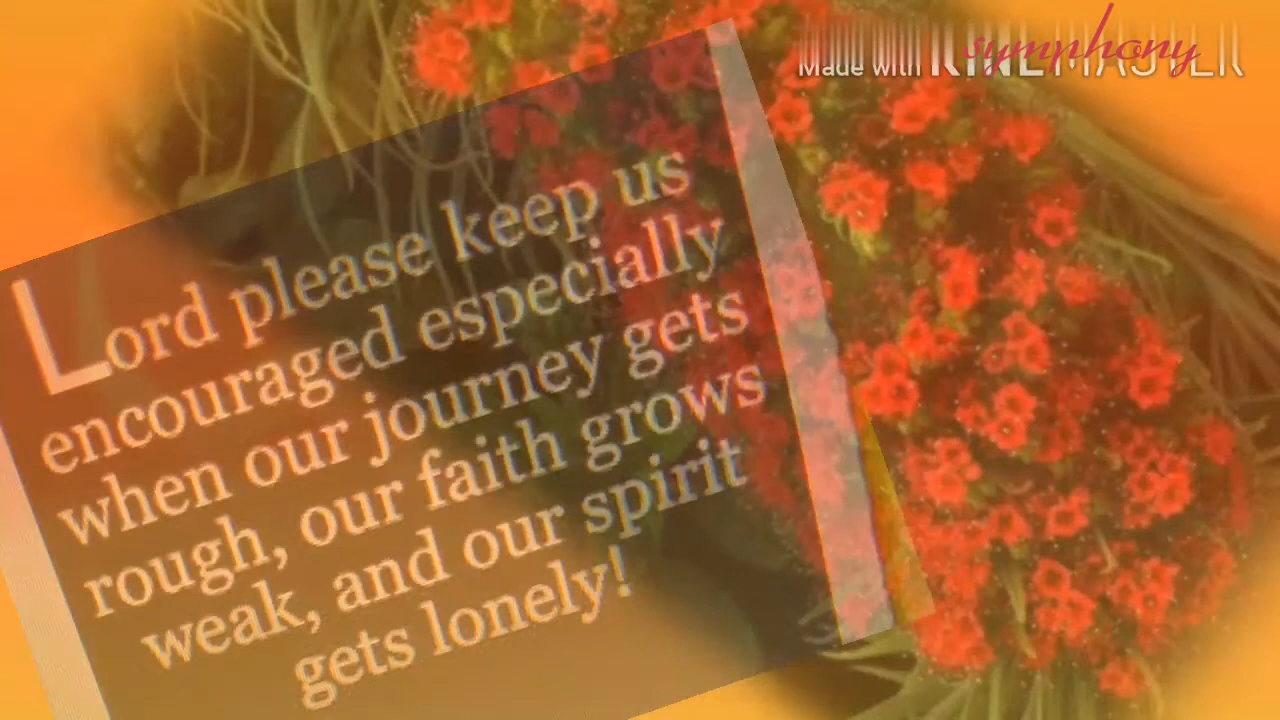 symphony
Made with KINEMASTER
Lord please keep us
encouraged especially
when our journey gets
rough, our faith grows
weak, and our spirit
gets lonely!